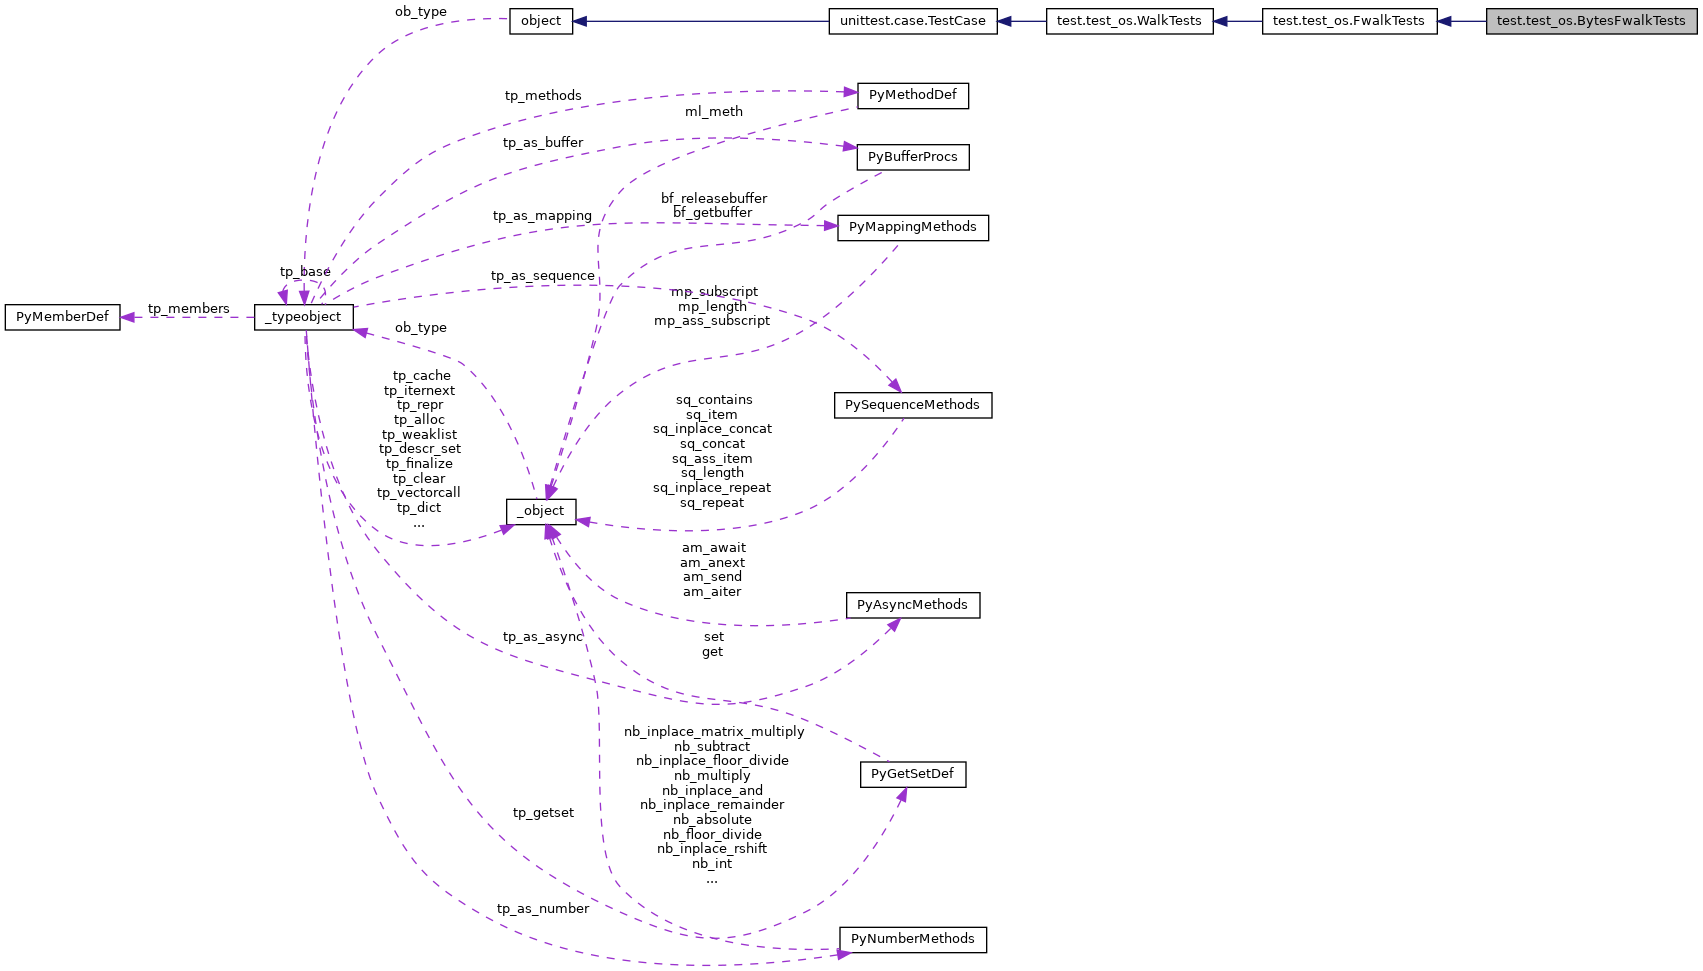 ob_type
object
unittest.case.TestCase
test.test_os.WalkTests
test.test_os.FwalkTests
test.test_os.BytesFwalkTests
tp_methods
PyMethodDef
ml_meth
tp_as_buffer
PyBufferProcs
bf_releasebuffer
bf_getbuffer
tp_as_mapping
PyMappingMethods
tp_base
tp_as_sequence
mp_subscript
mp_length
mp_ass_subscript
PyMemberDef
tp_members
_typeobject
ob_type
tp_cache
tp_iternext
tp_repr
tp_alloc
tp_weaklist
tp_descr_set
tp_finalize
tp_clear
tp_vectorcall
tp_dict
...
sq_contains
sq_item
sq_inplace_concat
sq_concat
sq_ass_item
sq_length
sq_inplace_repeat
sq_repeat
PySequenceMethods
_object
am_await
am_anext
am_send
am_aiter
PyAsyncMethods
tp_as_async
set
get
nb_inplace_matrix_multiply
nb_subtract
nb_inplace_floor_divide
nb_multiply
nb_inplace_and
nb_inplace_remainder
nb_absolute
nb_floor_divide
nb_inplace_rshift
nb_int
...
PyGetSetDef
tp_getset
tp_as_number
PyNumberMethods